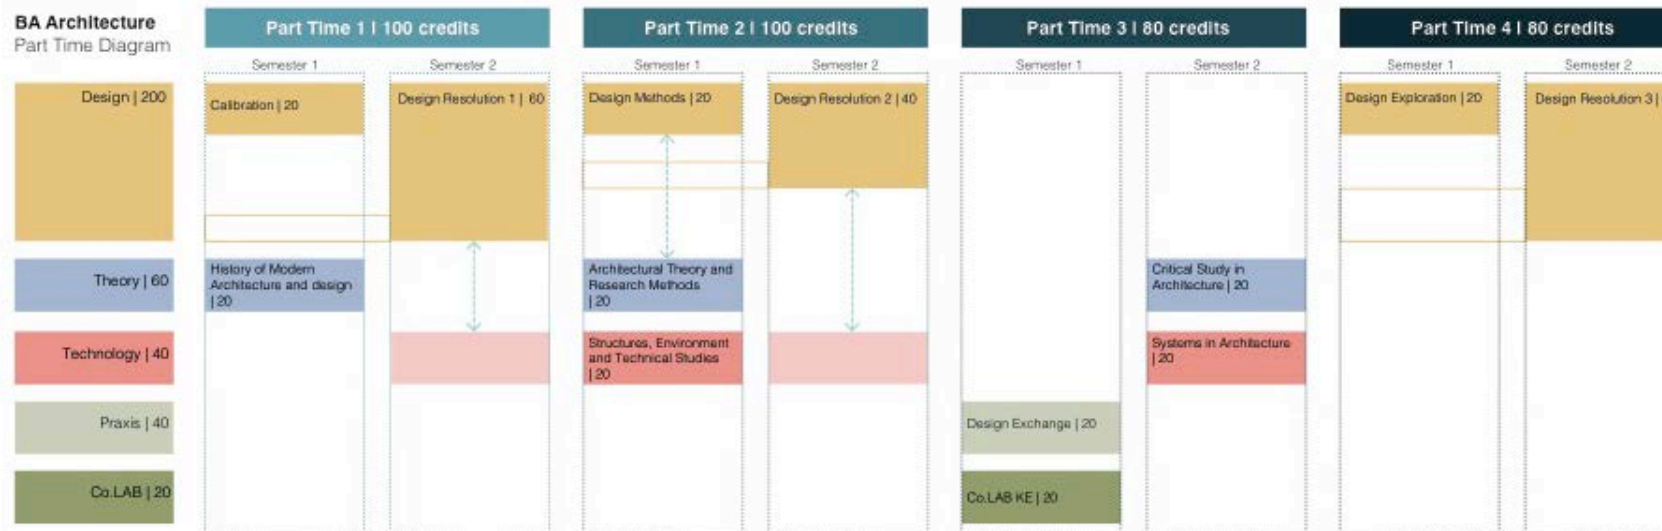 BA Architecture
Part Time Diagram
Part Time 1 | 100 credits
Part Time 2 | 100 credits
Part Time 3 | 80 credits
Part Time 4 | 80 credits
Semester 1
Semester 2
Semester 1
Semester 2
Semester 1
Semester 2
Semester 1
Semester 2
Design | 200
Calibration | 20
Design Resolution 1 | 60
Design Methods | 20
Design Resolution 2 | 40
Design Exploration | 20
Design Resolution 3 |
Theory | 60
History of Modern
Architecture and design
| 20
Architectural Theory and
Research Methods
| 20
Critical Study in
Architecture | 20
Technology | 40
Structures, Environment
and Technical Studies
| 20
Systems in Architecture
| 20
Praxis | 40
Design Exchange | 20
Co.LAB | 20
Co.LAB KE | 20